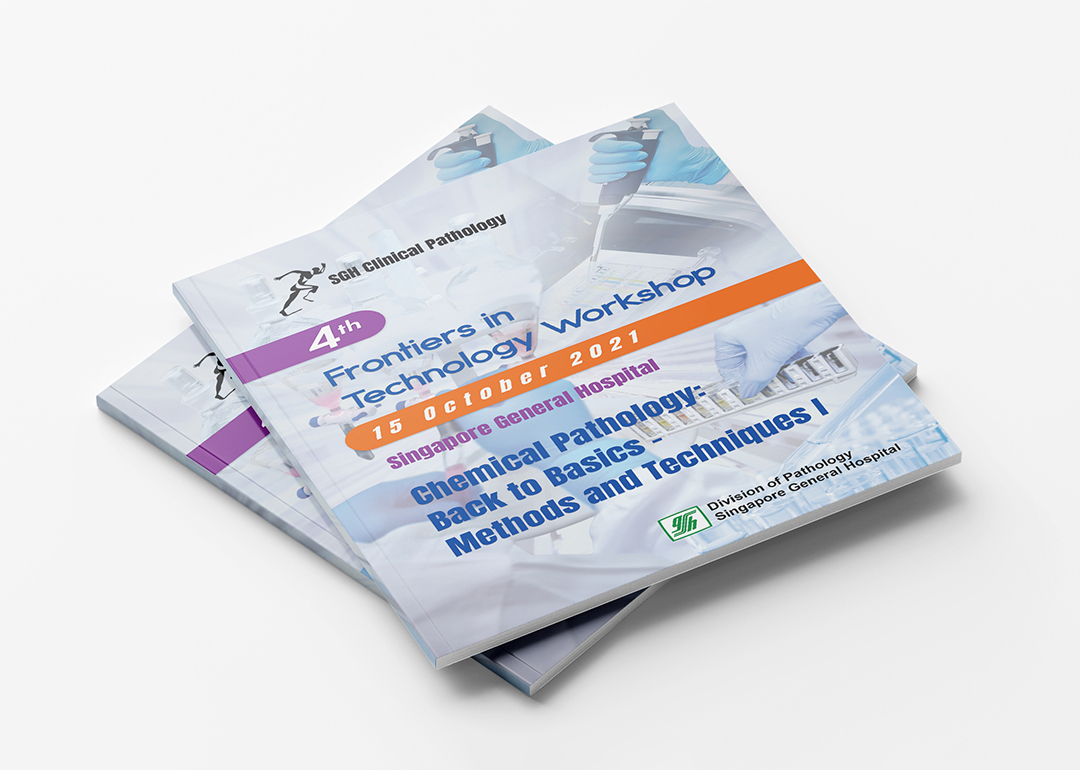 SGH Clinical Pathology
4th
Frontiers in
Technology Workshop
15 October 2021
Singapore General Hospital
Chemical Pathology:
Back to Basics -
Methods and Techniques I
gsh
Division of Pathology
Singapore General Hospital